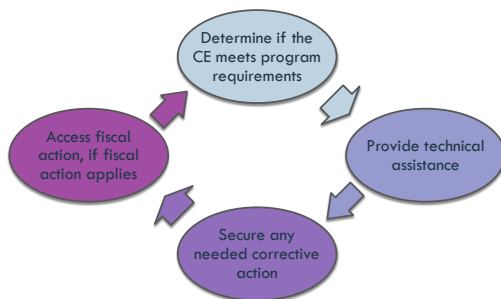 Determine if the
CE meets program
requirements
Provide technical
assistance
Secure any
needed corrective
action
Access fiscal
action, if fiscal
action applies